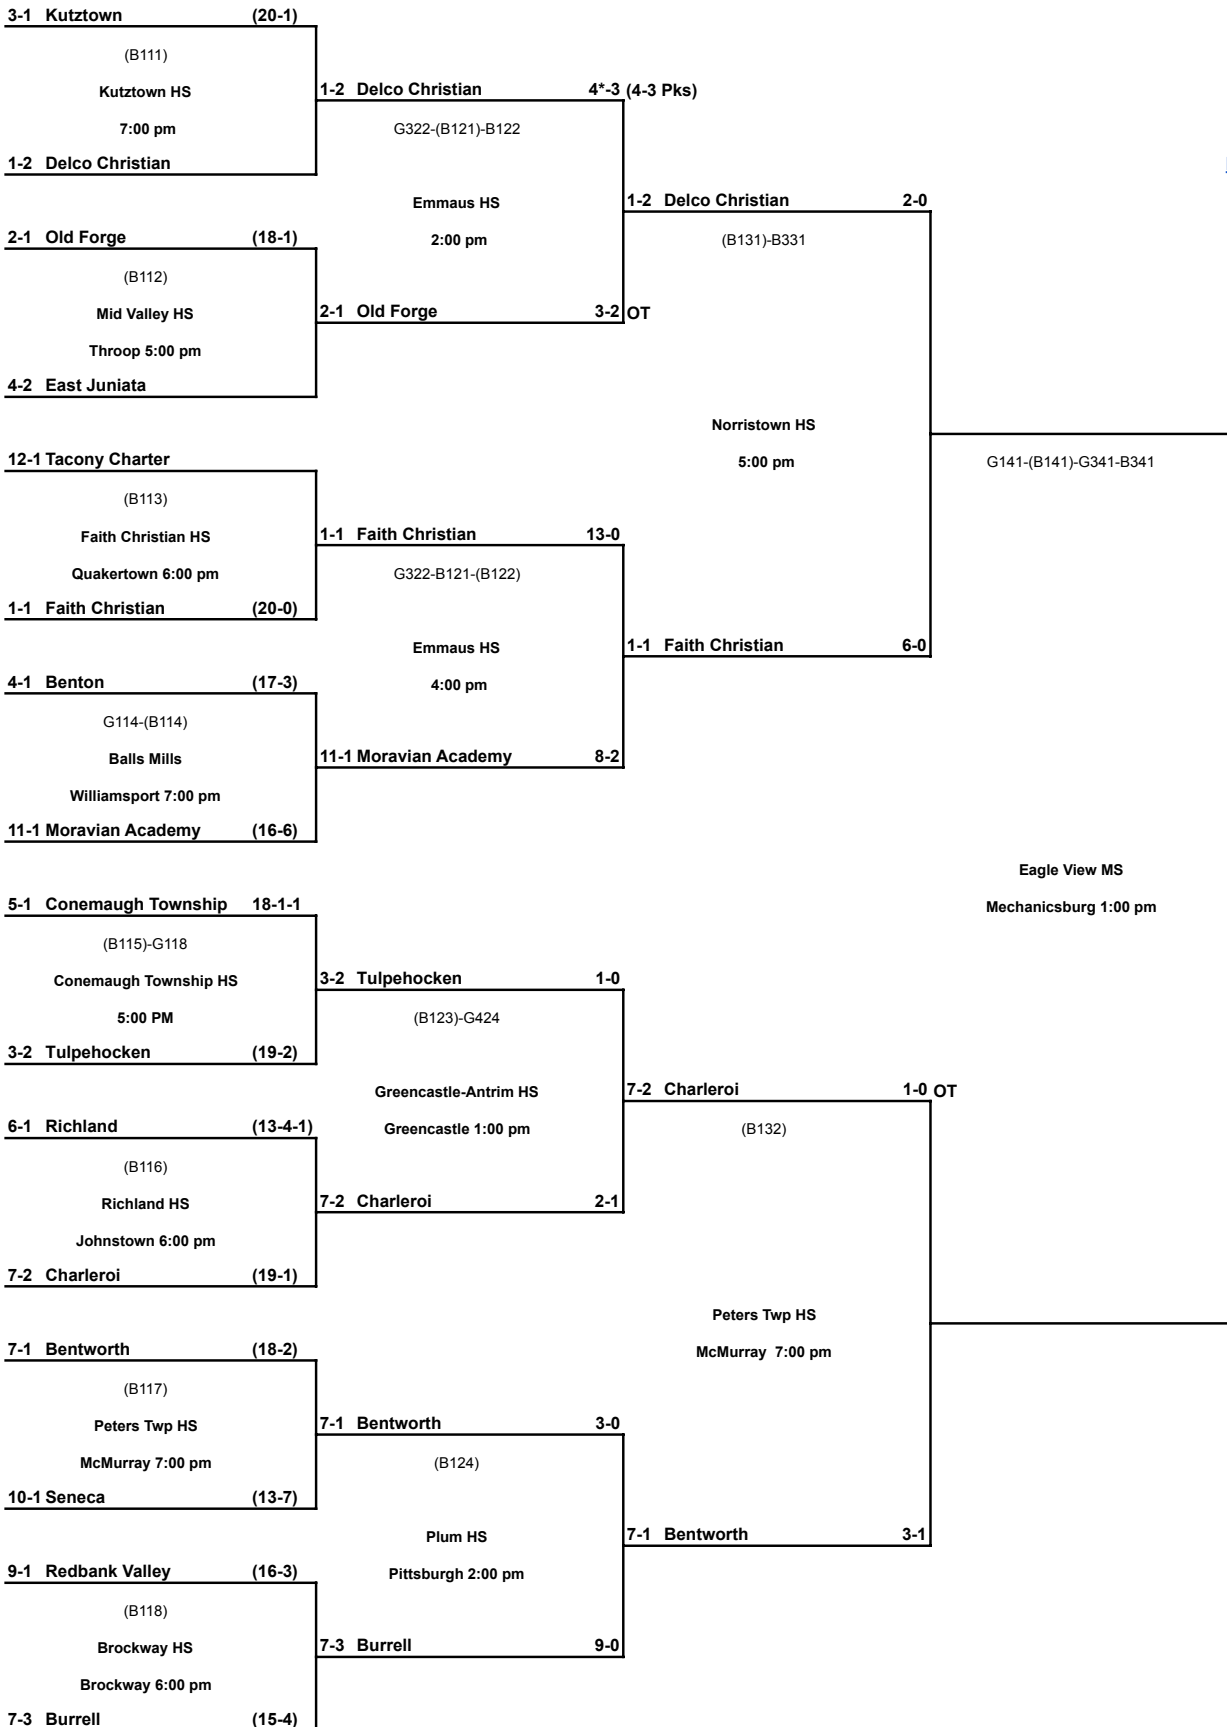 3-1 Kutztown (20-1)
(B111)
Kutztown HS
7:00 pm
1-2 Delco Christian
2-1 Old Forge (18-1)
(B112)
Mid Valley HS
Throop 5:00 pm
4-2 East Juniata
12-1 Tacony Charter
(B113)
Faith Christian HS
Quakertown 6:00 pm
1-1 Faith Christian (20-0)
4-1 Benton (17-3)
G114-(B114)
Balls Mills
Williamsport 7:00 pm
11-1 Moravian Academy (16-6)
5-1 Conemaugh Township 18-1-1
(B115)-G118
Conemaugh Township HS
5:00 PM
3-2 Tulpehocken (19-2)
6-1 Richland (13-4-1)
(B116)
Richland HS
Johnstown 6:00 pm
7-2 Charleroi (19-1)
7-1 Bentworth (18-2)
(B117)
Peters Twp HS
McMurray 7:00 pm
10-1 Seneca (13-7)
9-1 Redbank Valley (16-3)
(B118)
Brockway HS
Brockway 6:00 pm
7-3 Burrell (15-4)
1-2 Delco Christian 4*-3 (4-3 Pks)
G322-(B121)-B122
Emmaus HS
2:00 pm
2-1 Old Forge 3-2 OT
1-1 Faith Christian 13-0
G322-B121-(B122)
Emmaus HS
4:00 pm
11-1 Moravian Academy 8-2
3-2 Tulpehocken 1-0
(B123)-G424
Greencastle-Antrim HS
Greencastle 1:00 pm
7-2 Charleroi 2-1
7-1 Bentworth 3-0
(B124)
Plum HS
Pittsburgh 2:00 pm
7-3 Burrell 9-0
1-2 Delco Christian 2-0
(B131)-B331
Norristown HS
5:00 pm
1-1 Faith Christian 6-0
7-2 Charleroi 1-0 OT
(B132)
Peters Twp HS
McMurray 7:00 pm
7-1 Bentworth 3-1
G141-(B141)-G341-B341
Eagle View MS
Mechanicsburg 1:00 pm